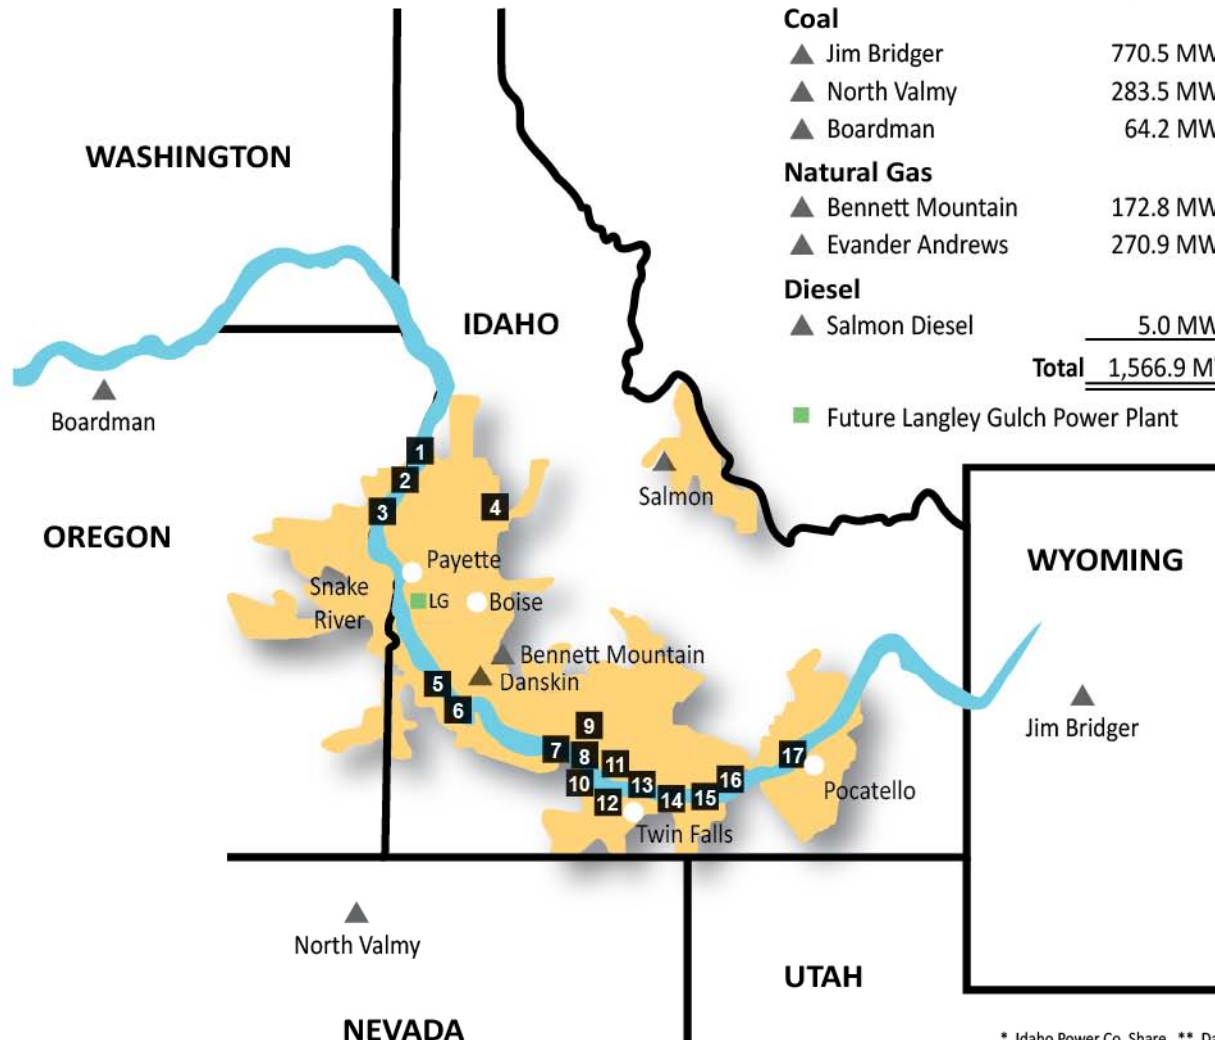 Coal
Jim Bridger 770.5 MW
North Valmy 283.5 MW
Boardman 64.2 MW
Natural Gas
Bennett Mountain 172.8 MW
Evander Andrews 270.9 MW
Diesel
Salmon Diesel 5.0 MW
Total 1,566.9 M
Future Langley Gulch Power Plant
WASHINGTON
IDAHO
Boardman
1
2
3
4
Salmon
OREGON
WYOMING
Payette
Snake
River
LG
Boise
Bennett Mountain
Danskin
5
6
7
8
9
10
11
12
13
14
15
16
17
Jim Bridger
Pocatello
Twin Falls
North Valmy
UTAH
NEVADA
* Idaho Power Co. Share ** Da